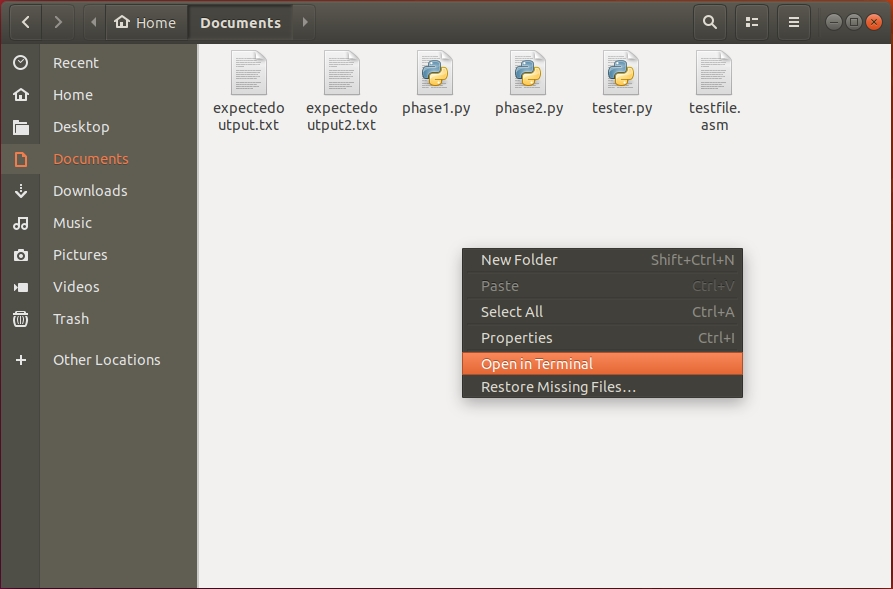 Home
Documents
Recent
Home
Desktop
Documents
Downloads
Music
Pictures
Videos
Trash
Other Locations
expectedo
utput.txt
expectedo
utput2.txt
phase1.py
phase2.py
tester.py
testfile.
asm
New Folder Shift+Ctrl+N
Paste Ctrl+V
Select All Ctrl+A
Properties Ctrl+I
Open in Terminal
Restore Missing Files…